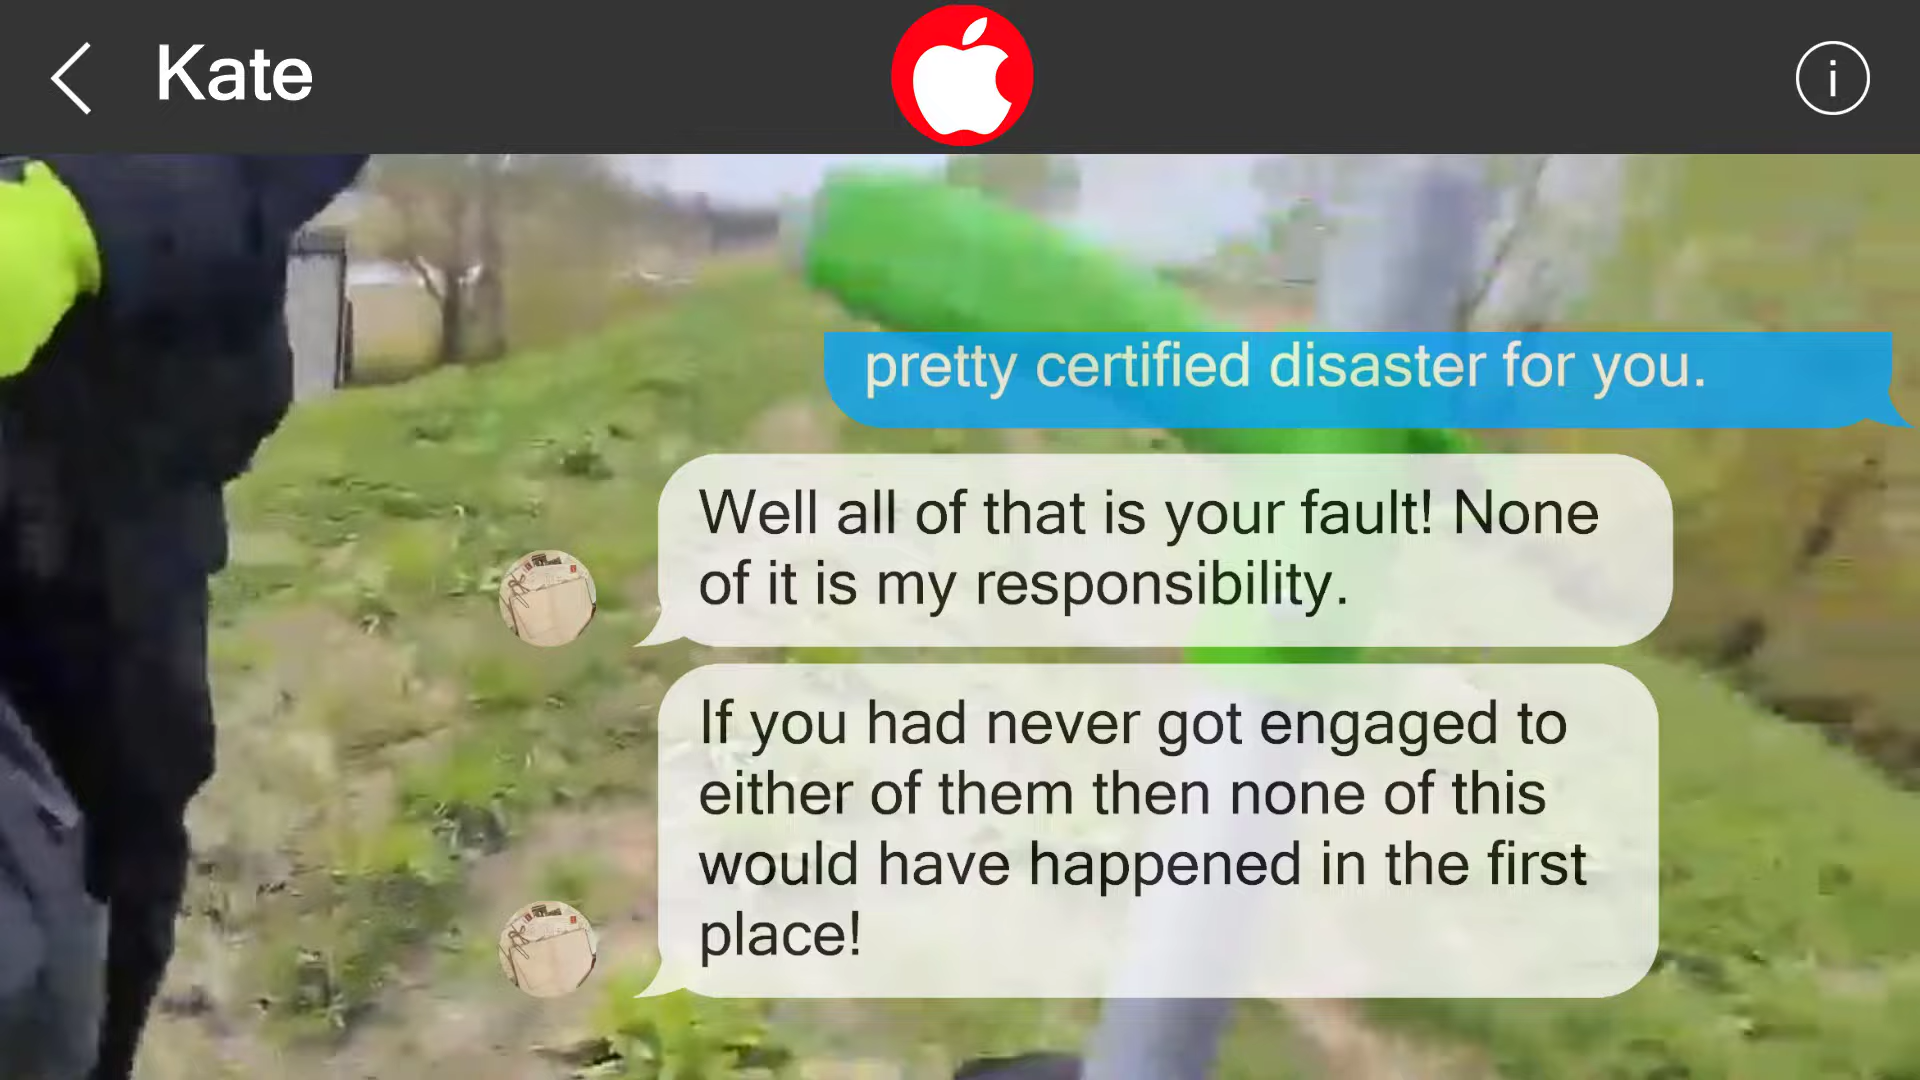 Kate
pretty certified disaster for you.
Well all of that is your fault! None
of it is my responsibility.
If you had never got engaged to
either of them then none of this
would have happened in the first
place!